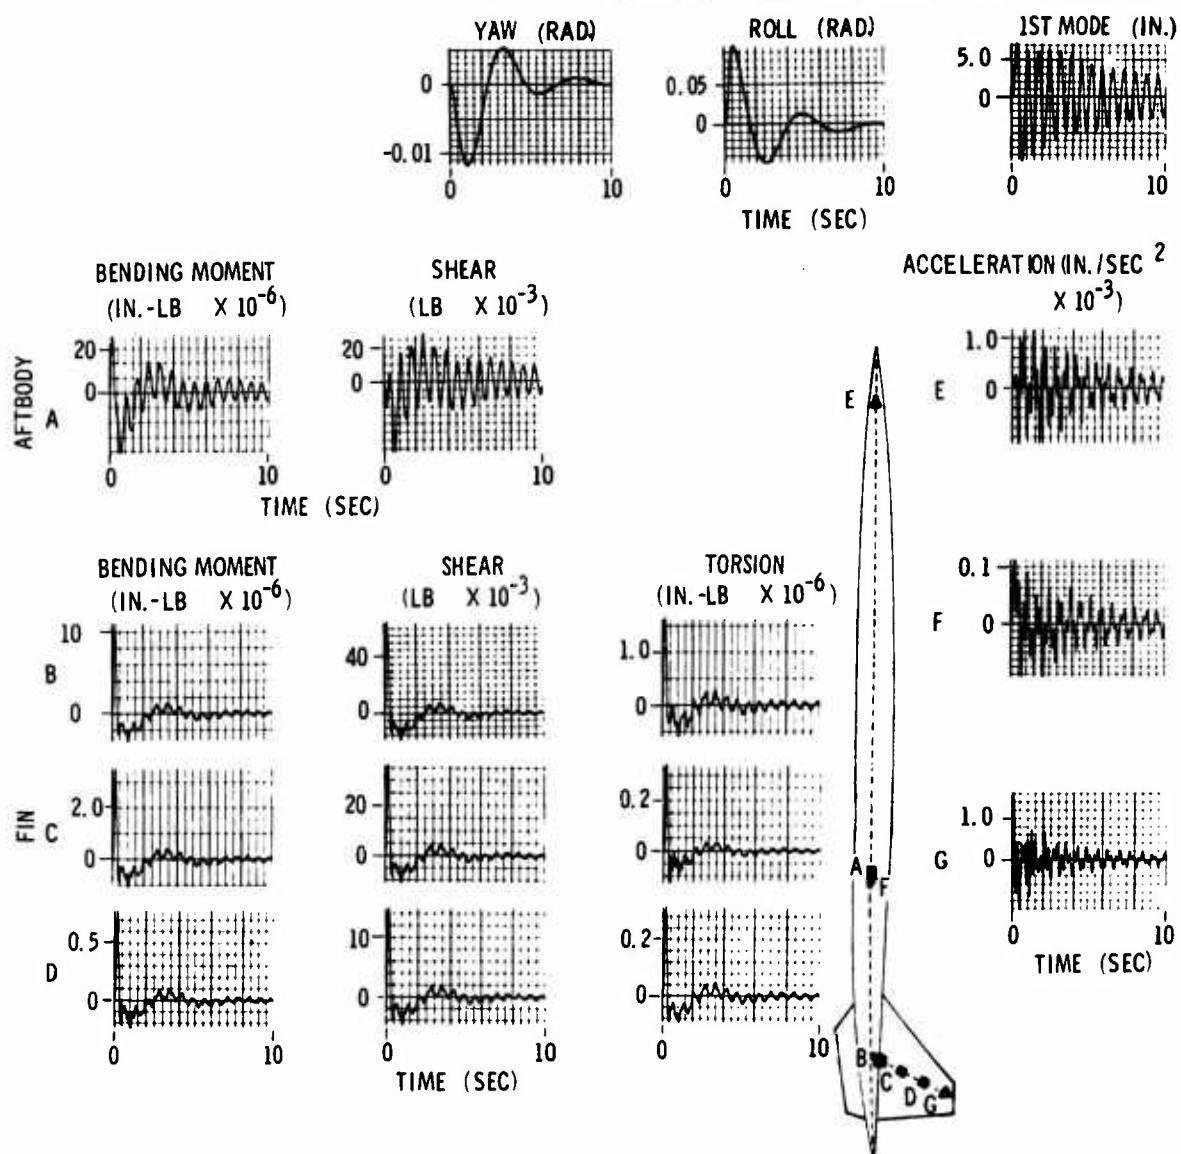 YAW (RAD)
0
-0.01
0 10
ROLL (RAD)
0.05
0
0 10
TIME (SEC)
1ST MODE (IN.)
5.0
0
0 10
AFTBODY
A
BENDING MOMENT
(IN.-LB X 10-6)
20
0
0 10
SHEAR
(LB X 10-3)
20
0
0 10
TIME (SEC)
ACCELERATION (IN./SEC 2
X 10-3)
E
1.0
0
F
0.1
0
G
1.0
0
0 10
TIME (SEC)
FIN
BENDING MOMENT
(IN.-LB X 10-6)
SHEAR
(LB X 10-3)
TORSION
(IN.-LB X 10-6)
B
10
0
40
0
1.0
0
C
2.0
0
20
0
0.2
0
D
0.5
0
0 10
10
0
0 10
0.2
0
0 10
TIME (SEC)
E
A
F
B
C
D
G